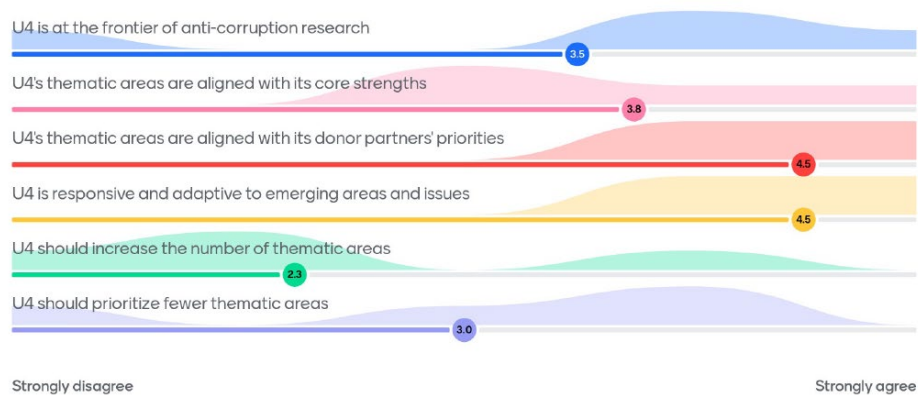 U4 is at the frontier of anti-corruption research
3.5
U4's thematic areas are aligned with its core strengths
3.8
U4's thematic areas are aligned with its donor partners' priorities
4.5
U4 is responsive and adaptive to emerging areas and issues
4.5
U4 should increase the number of thematic areas
2.3
U4 should prioritize fewer thematic areas
3.0
Strongly disagree
Strongly agree